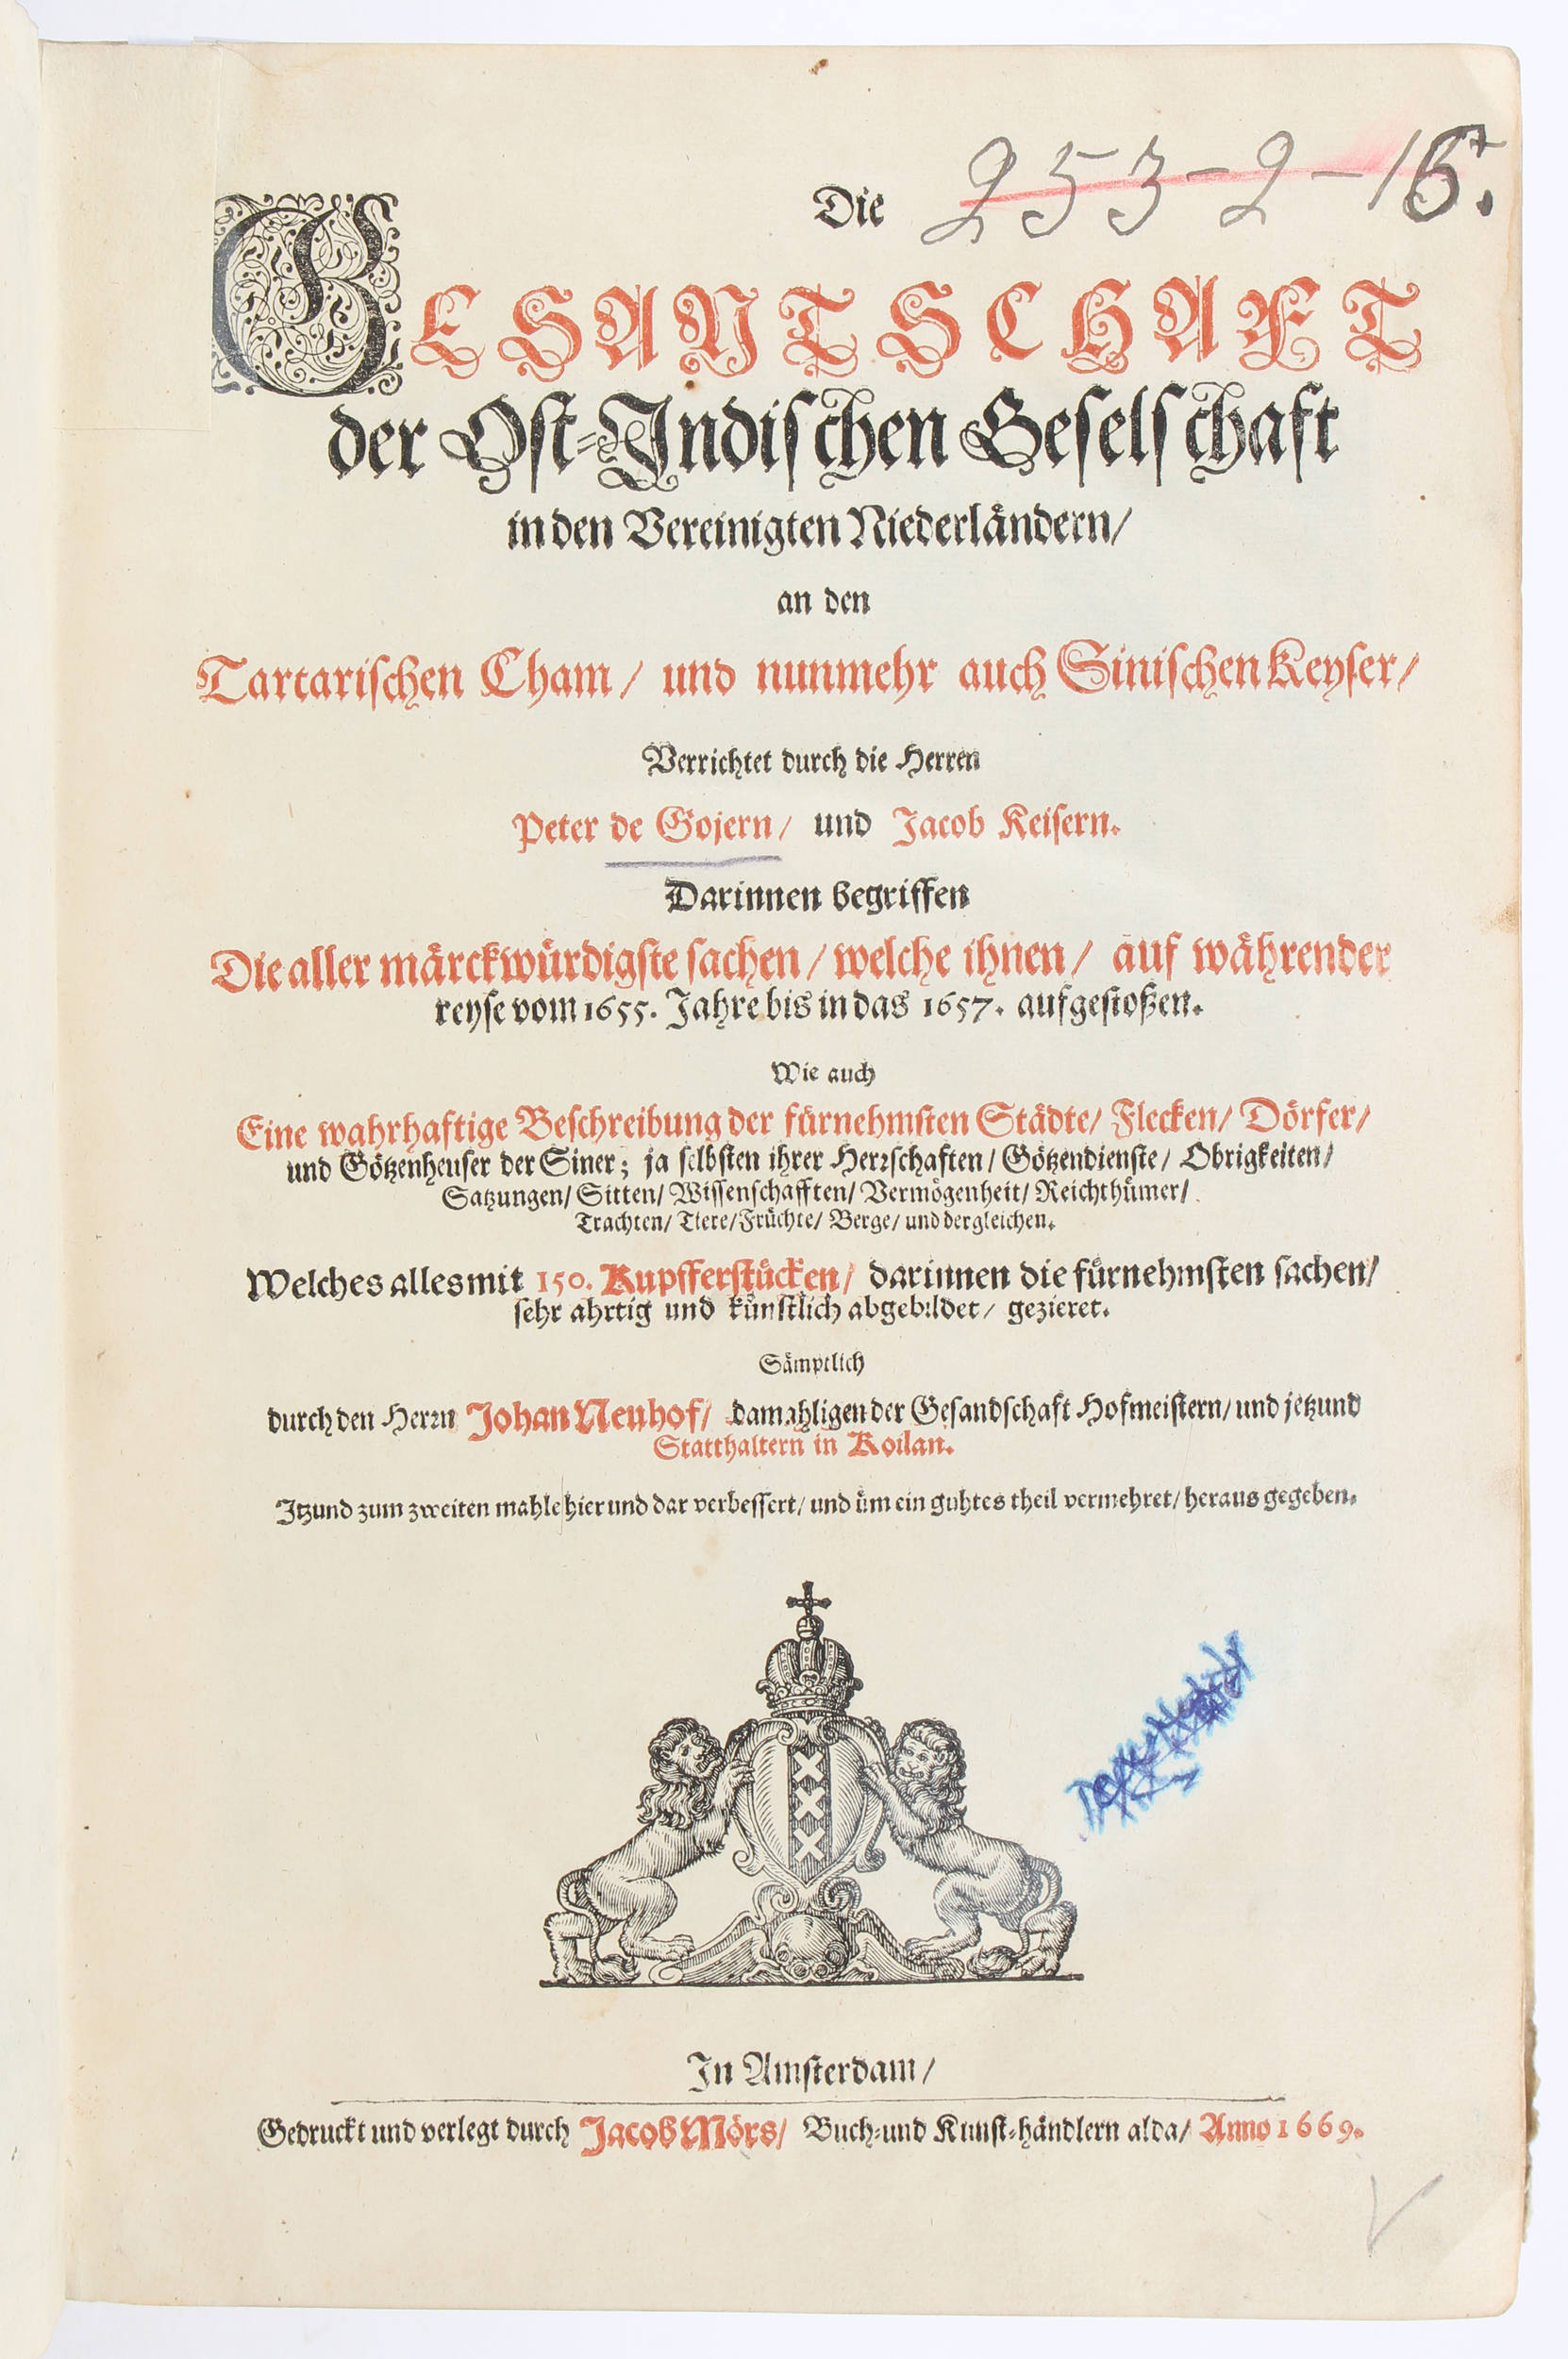 Die 253-2-16.
GESANTSCHAFT
der Ost-Indischen Geselschaft
in den Vereinigten Niederländern/
an den
Tartarischen Cham/ und nunmehr auch Sinischen Keyser/
Verrichtet durch die Herren
Peter de Gojern/ und Jacob Keisern.
Darinnen begriffen
Die aller märckwürdigste sachen/ welche ihnen/ auf währender
reyse vom 1655. Jahre bis in das 1657. aufgestoßen.
Wie auch
Eine wahrhaftige Beschreibung der fürnehmsten Städte/ Flecken/ Dörfer/
und Götzenheuser der Siner; ja selbsten ihrer Herrschaften/ Götzendienste/ Obrigkeiten/
Satzungen/ Sitten/ Wissenschafften/ Vermögenheit/ Reichthümer/
Trachten/ Tiere/ Früchte/ Berge/ und dergleichen.
Welches alles mit 150. Kupfferstücken/ darinnen die fürnehmsten sachen/
sehr ahrtig und künstlich abgebildet/ gezieret.
Sämptlich
durch den Herrn Johan Neuhof/ damahligen der Gesandschaft Hofmeistern/ und jetzund
Statthaltern in Koilan.
Itzund zum zweiten mahle hier und dar verbessert/ und üm ein guhtes theil vermehret/ heraus gegeben.
In Amsterdam/
Gedruckt und verlegt durch Jacob Mörs/ Buch- und Kunst-händlern alda/ Anno 1669.